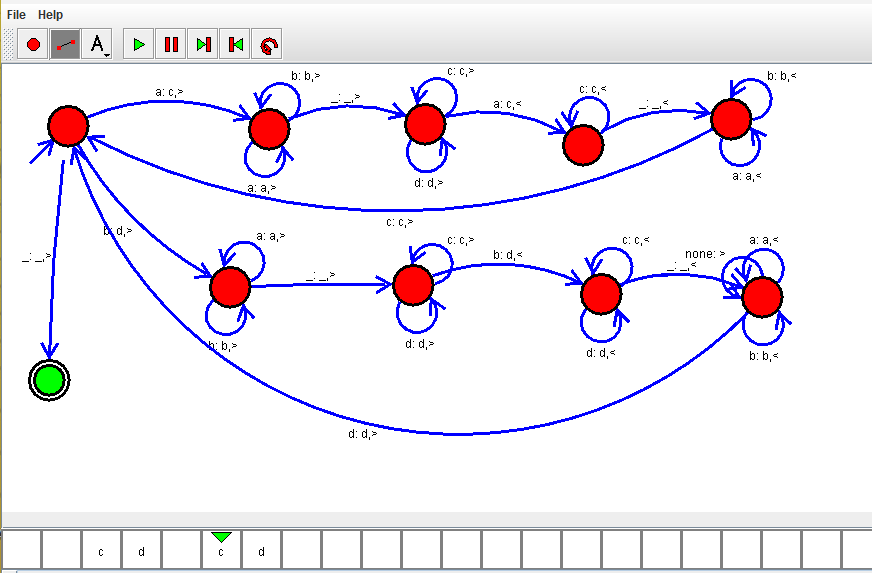 File Help
A
a: c,>
b: b,>
_: _,>
c: c,>
a: c,<
c: c,<
_: _,<
b: b,<
a: a,>
d: d,>
a: a,<
c: c,>
b: d,>
_: _,>
a: a,>
_: _,>
c: c,>
b: d,<
c: c,<
none: >
_: _,<
a: a,<
b: b,>
d: d,>
d: d,<
b: b,<
d: d,>
c d c d